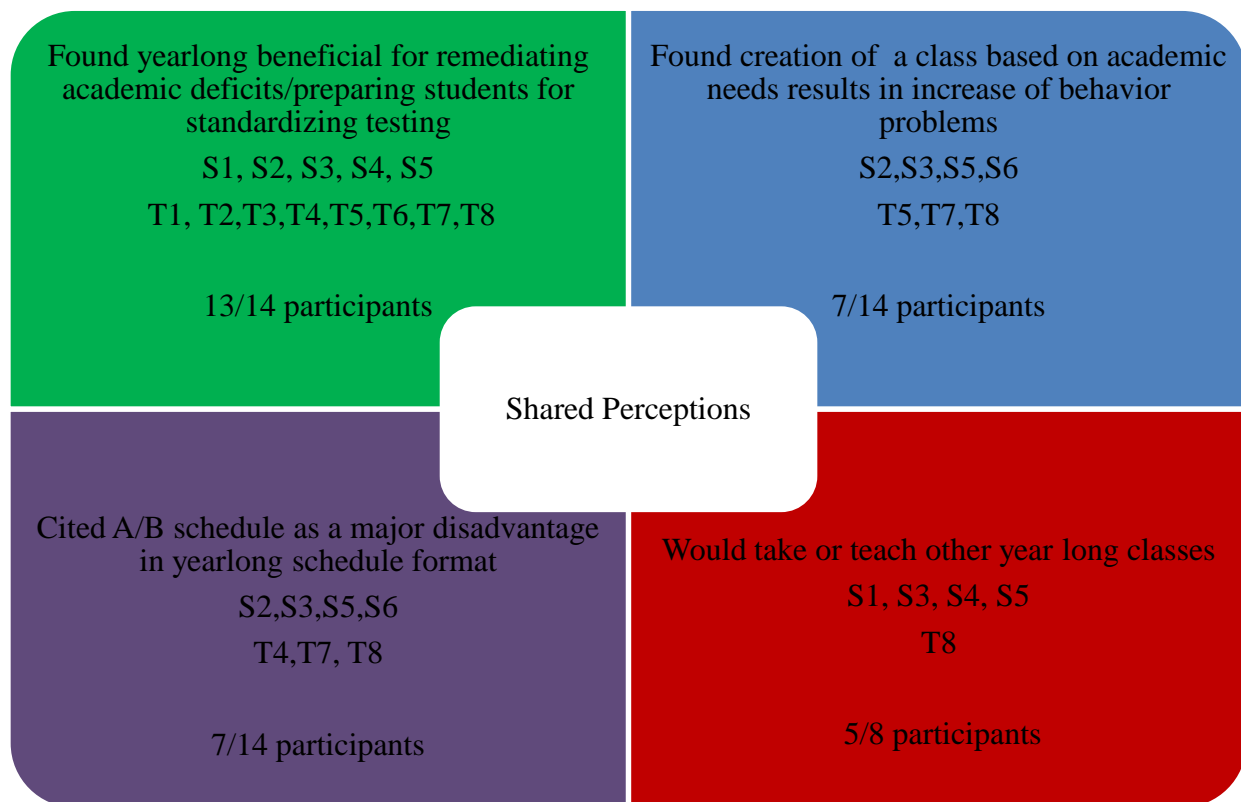 Found yearlong beneficial for remediating
academic deficits/preparing students for
standardizing testing
S1, S2, S3, S4, S5
T1, T2,T3,T4,T5,T6,T7,T8
13/14 participants
Found creation of a class based on academic
needs results in increase of behavior
problems
S2,S3,S5,S6
T5,T7,T8
7/14 participants
Shared Perceptions
Cited A/B schedule as a major disadvantage
in yearlong schedule format
S2,S3,S5,S6
T4,T7, T8
7/14 participants
Would take or teach other year long classes
S1, S3, S4, S5
T8
5/8 participants